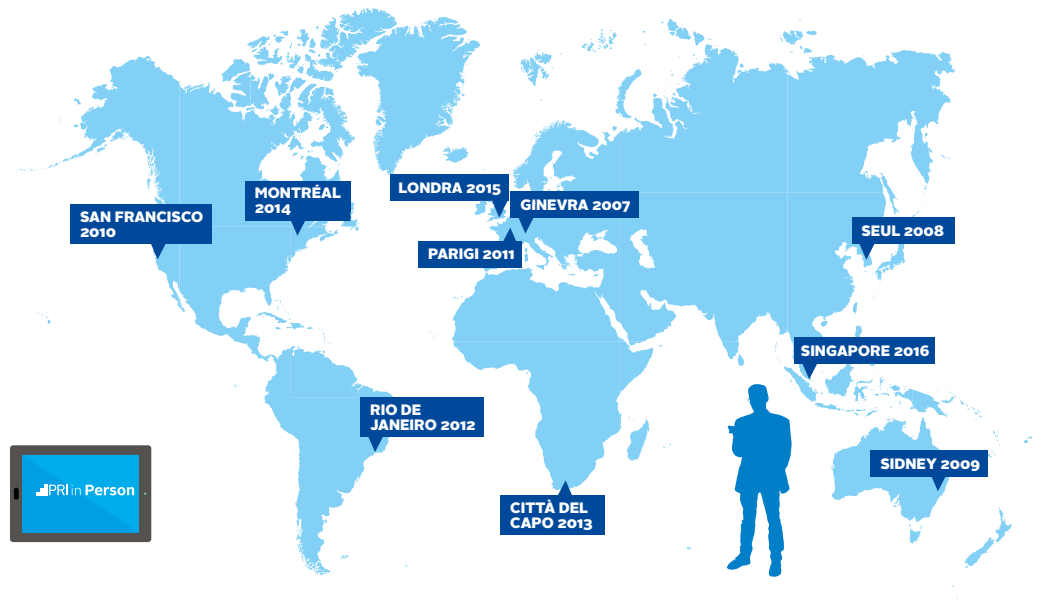 LONDRA 2015
MONTRÉAL
2014
GINEVRA 2007
SAN FRANCISCO
2010
SEUL 2008
PARIGI 2011
SINGAPORE 2016
RIO DE
JANEIRO 2012
SIDNEY 2009
PRI in Person
CITTÀ DEL
CAPO 2013